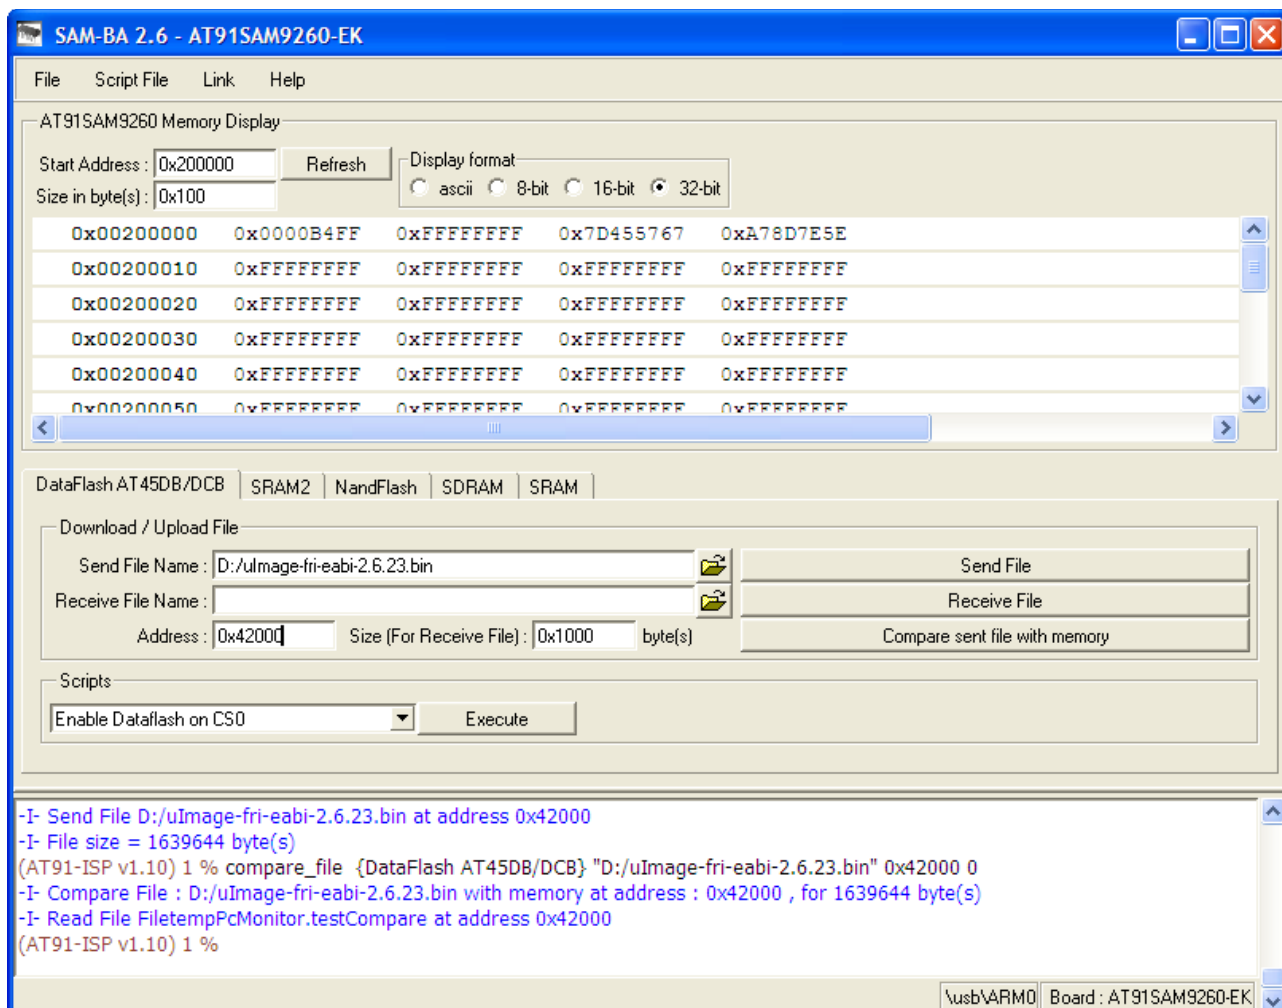 SAM-BA 2.6 - AT91SAM9260-EK
File Script File Link Help
AT91SAM9260 Memory Display
Start Address : 0x200000 Refresh Display format
Size in byte(s) : 0x100 ascii 8-bit 16-bit 32-bit
0x00200000 0x0000B4FF 0xFFFFFFFF 0x7D455767 0xA78D7E5E
0x00200010 0xFFFFFFFF 0xFFFFFFFF 0xFFFFFFFF 0xFFFFFFFF
0x00200020 0xFFFFFFFF 0xFFFFFFFF 0xFFFFFFFF 0xFFFFFFFF
0x00200030 0xFFFFFFFF 0xFFFFFFFF 0xFFFFFFFF 0xFFFFFFFF
0x00200040 0xFFFFFFFF 0xFFFFFFFF 0xFFFFFFFF 0xFFFFFFFF
0x00200050 0xFFFFFFFF 0xFFFFFFFF 0xFFFFFFFF 0xFFFFFFFF
DataFlash AT45DB/DCB SRAM2 NandFlash SDRAM SRAM
Download / Upload File
Send File Name : D:/uImage-fri-eabi-2.6.23.bin Send File
Receive File Name : Receive File
Address : 0x42000 Size (For Receive File) : 0x1000 byte(s) Compare sent file with memory
Scripts
Enable Dataflash on CS0 Execute
-I- Send File D:/uImage-fri-eabi-2.6.23.bin at address 0x42000
-I- File size = 1639644 byte(s)
(AT91-ISP v1.10) 1 % compare_file {DataFlash AT45DB/DCB} "D:/uImage-fri-eabi-2.6.23.bin" 0x42000 0
-I- Compare File : D:/uImage-fri-eabi-2.6.23.bin with memory at address : 0x42000 , for 1639644 byte(s)
-I- Read File FiletempPcMonitor.testCompare at address 0x42000
(AT91-ISP v1.10) 1 %
\usb\ARM0 Board : AT91SAM9260-EK